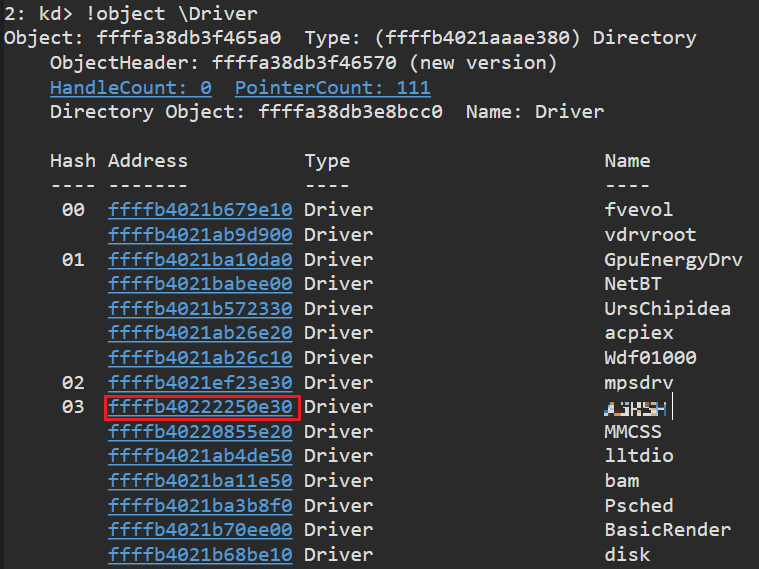 2: kd> !object \Driver
Object: ffffa38db3f465a0  Type: (ffffb4021aaae380) Directory
    ObjectHeader: ffffa38db3f46570 (new version)
    HandleCount: 0  PointerCount: 111
    Directory Object: ffffa38db3e8bcc0  Name: Driver
    Hash Address          Type                      Name
    ---- -------          ----                      ----
     00  ffffb4021b679e10 Driver                    fvevol
         ffffb4021ab9d900 Driver                    vdrvroot
     01  ffffb4021ba10da0 Driver                    GpuEnergyDrv
         ffffb4021babee00 Driver                    NetBT
         ffffb4021b572330 Driver                    UrsChipidea
         ffffb4021ab26e20 Driver                    acpiex
         ffffb4021ab26c10 Driver                    Wdf01000
     02  ffffb4021ef23e30 Driver                    mpsdrv
     03  ffffb40222250e30 Driver
         ffffb40220855e20 Driver                    MMCSS
         ffffb4021ab4de50 Driver                    lltdio
         ffffb4021ba11e50 Driver                    bam
         ffffb4021ba3b8f0 Driver                    Psched
         ffffb4021b70ee00 Driver                    BasicRender
         ffffb4021b68be10 Driver                    disk